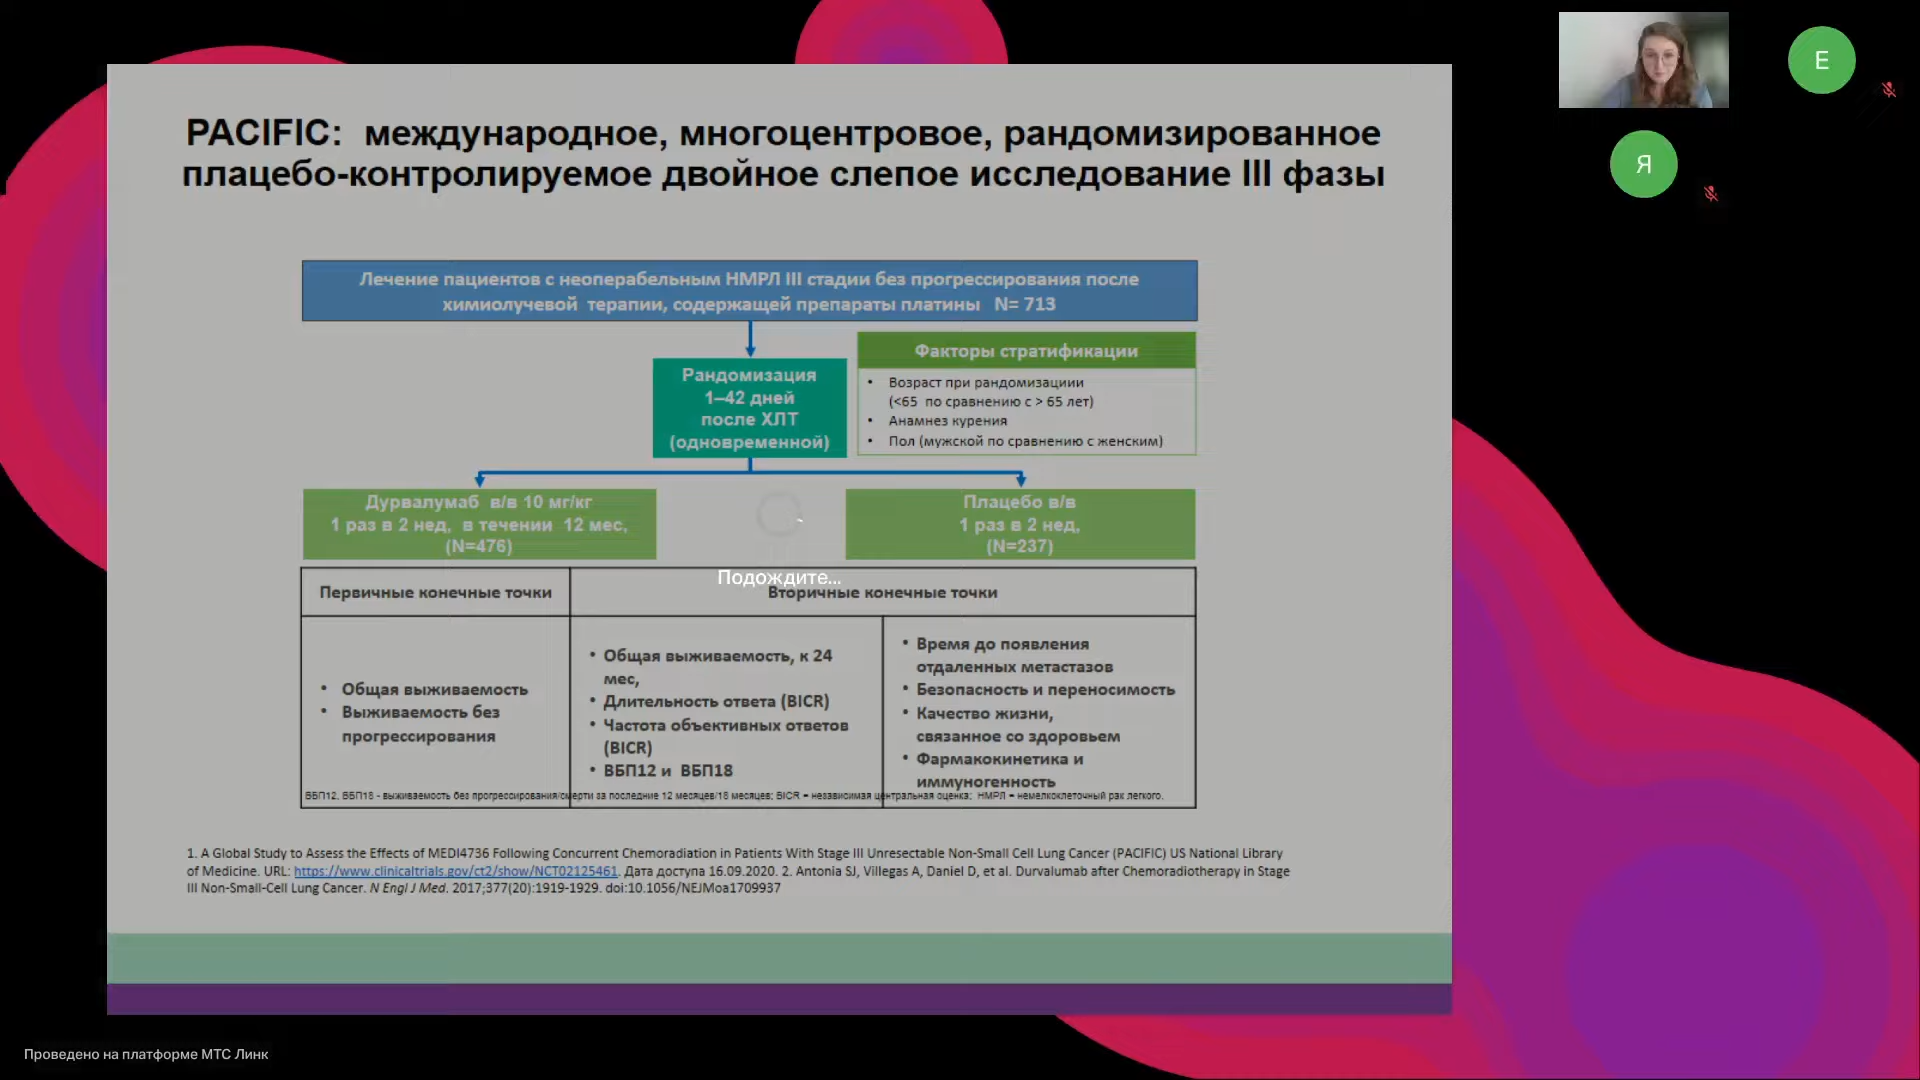 PACIFIC: международное, многоцентровое, рандомизированное
плацебо-контролируемое двойное слепое исследование III фазы
Лечение пациентов с неоперабельным НМРЛ III стадии без прогрессирования после
химиолучевой терапии, содержащей препараты платины N= 713
Рандомизация
1–42 дней
после ХЛТ
(одновременной)
Факторы стратификации
• Возраст при рандомизациии
(<65 по сравнению с > 65 лет)
• Анамнез курения
• Пол (мужской по сравнению с женским)
Дурвалумаб в/в 10 мг/кг
1 раз в 2 нед, в течении 12 мес,
(N=476)
Плацебо в/в
1 раз в 2 нед,
(N=237)
Подождите...
Первичные конечные точки
Вторичные конечные точки
• Общая выживаемость
• Выживаемость без
прогрессирования
• Общая выживаемость, к 24
мес,
• Длительность ответа (BICR)
• Частота объективных ответов
(BICR)
• ВБП12 и ВБП18
• Время до появления
отдаленных метастазов
• Безопасность и переносимость
• Качество жизни,
связанное со здоровьем
• Фармакокинетика и
иммуногенность
ВБП12, ВБП18 - выживаемость без прогрессирования/смерти за последние 12 месяцев/18 месяцев; BICR = независимая центральная оценка; НМРЛ = немелкоклеточный рак легкого.
1. A Global Study to Assess the Effects of MEDI4736 Following Concurrent Chemoradiation in Patients With Stage III Unresectable Non-Small Cell Lung Cancer (PACIFIC) US National Library
of Medicine. URL: https://www.clinicaltrials.gov/ct2/show/NCT02125461. Дата доступа 16.09.2020. 2. Antonia SJ, Villegas A, Daniel D, et al. Durvalumab after Chemoradiotherapy in Stage
III Non-Small-Cell Lung Cancer. N Engl J Med. 2017;377(20):1919-1929. doi:10.1056/NEJMoa1709937
E
Я
Проведено на платформе МТС Линк